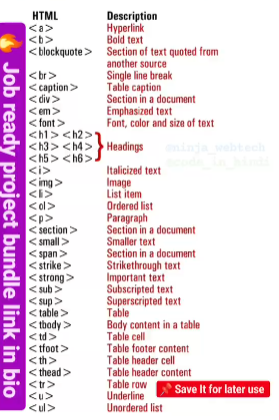 Job ready project bundle link in bio
HTML Description
< a > Hyperlink
< b > Bold text
< blockquote > Section of text quoted from
another source
< br > Single line break
< caption > Table caption
< div > Section in a document
< em > Emphasized text
< font > Font, color and size of text
< h1 > < h2 >
< h3 > < h4 > Headings
< h5 > < h6 >
< i > Italicized text
< img > Image
< li > List item
< ol > Ordered list
< p > Paragraph
< section > Section in a document
< small > Smaller text
< span > Section in a document
< strike > Strikethrough text
< strong > Important text
< sub > Subscripted text
< sup > Superscripted text
< table > Table
< tbody > Body content in a table
< td > Table cell
< tfoot > Table footer content
< th > Table header cell
< thead > Table header content
< tr > Table row
< u > Underline
< ul > Unordered list
Save It for later use